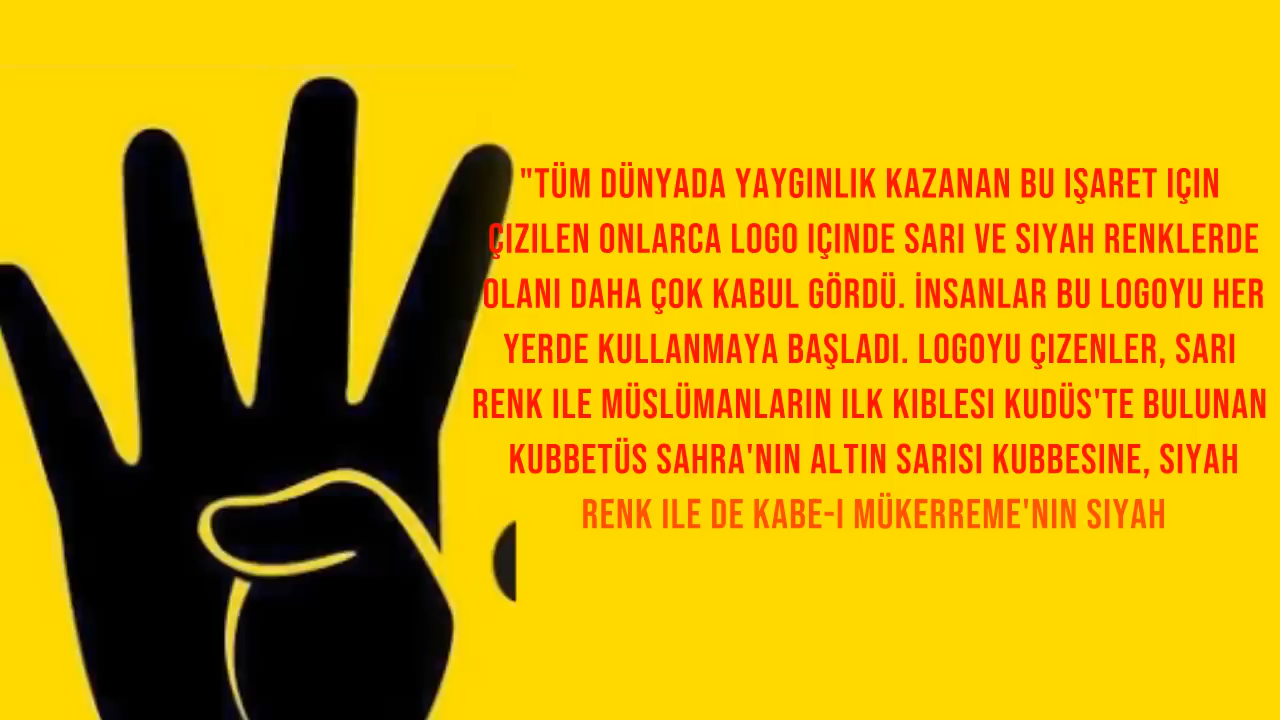 "TÜM DÜNYADA YAYGINLIK KAZANAN BU IŞARET IÇIN
ÇIZILEN ONLARCA LOGO IÇINDE SARI VE SIYAH RENKLERDE
OLANI DAHA ÇOK KABUL GÖRDÜ. İNSANLAR BU LOGOYU HER
YERDE KULLANMAYA BAŞLADI. LOGOYU ÇIZENLER, SARI
RENK ILE MÜSLÜMANLARIN ILK KIBLESI KUDÜS'TE BULUNAN
KUBBETÜS SAHRA'NIN ALTIN SARISI KUBBESINE, SIYAH
RENK ILE DE KABE-I MÜKERREME'NIN SIYAH